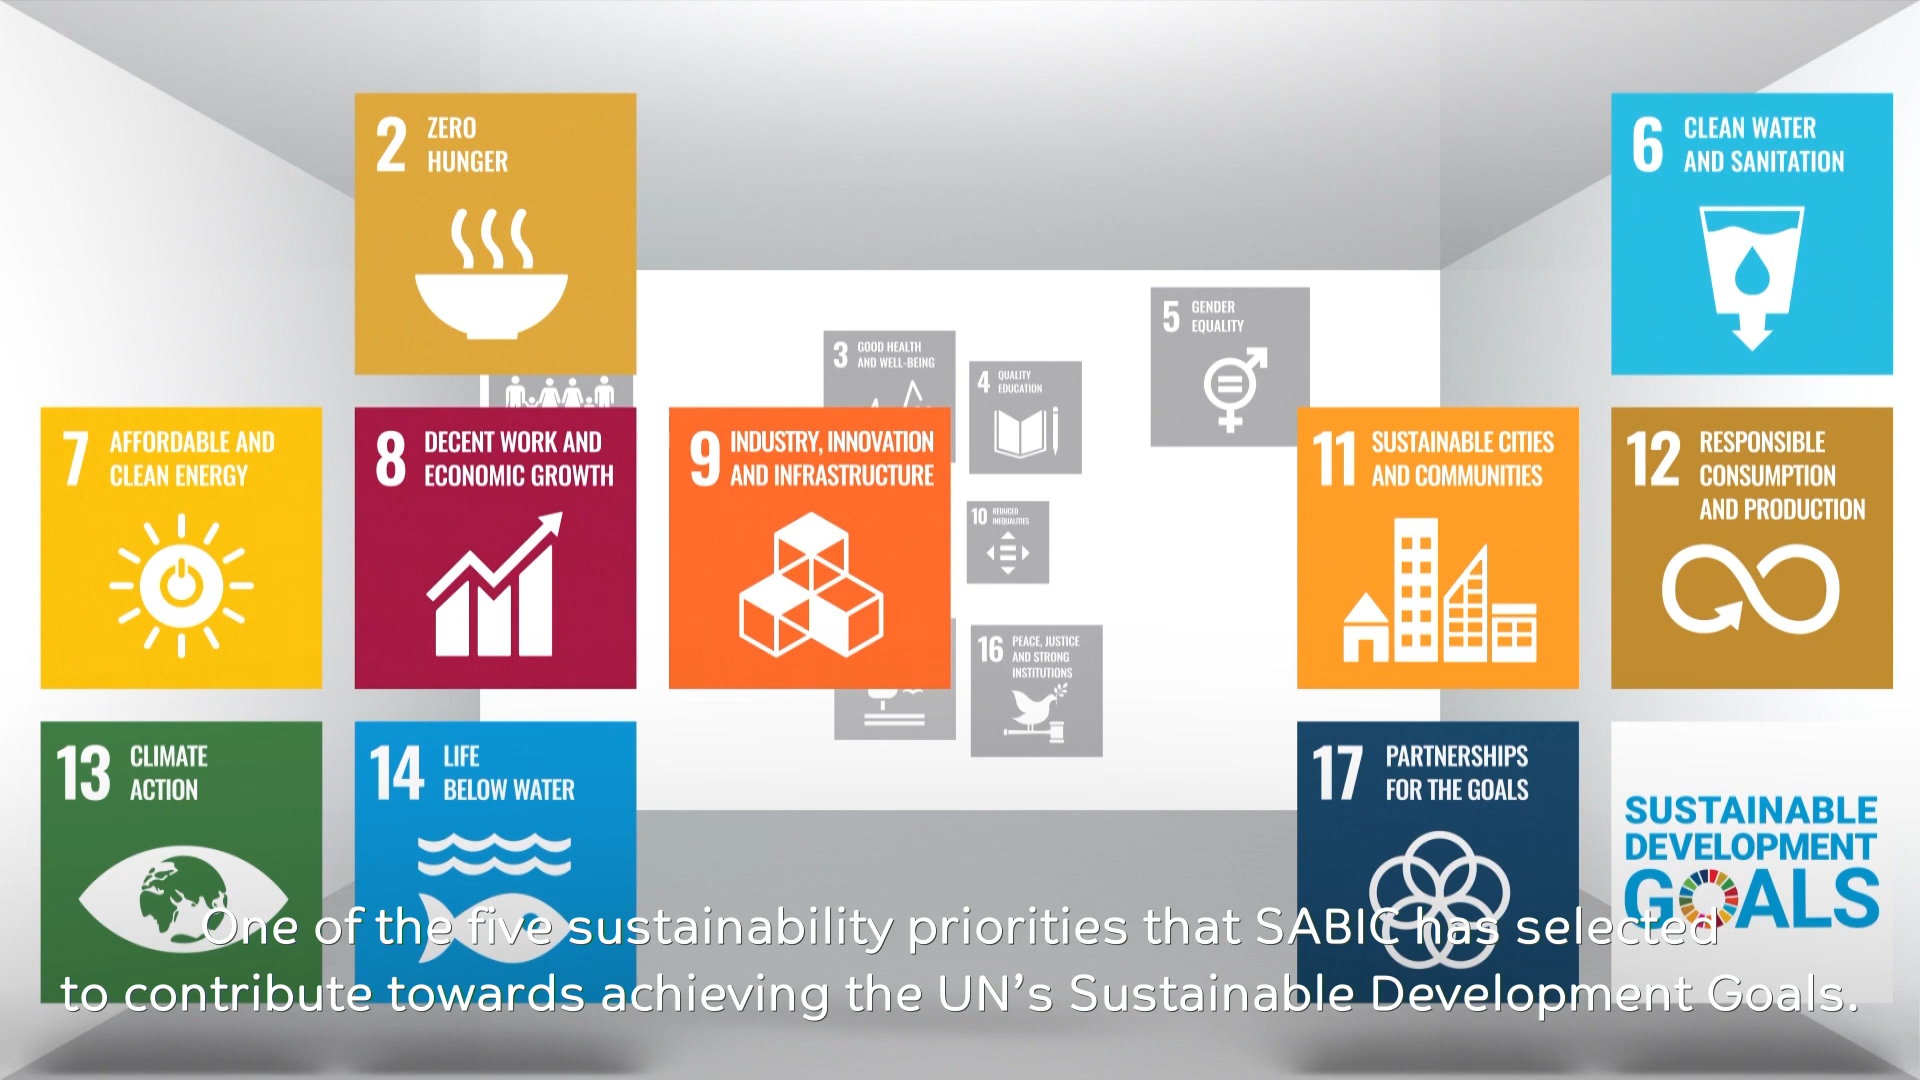 2 ZERO
HUNGER
6 CLEAN WATER
AND SANITATION
3 GOOD HEALTH
AND WELL-BEING
4 QUALITY
EDUCATION
5 GENDER
EQUALITY
7 AFFORDABLE AND
CLEAN ENERGY
8 DECENT WORK AND
ECONOMIC GROWTH
9 INDUSTRY, INNOVATION
AND INFRASTRUCTURE
10 REDUCED
INEQUALITIES
11 SUSTAINABLE CITIES
AND COMMUNITIES
12 RESPONSIBLE
CONSUMPTION
AND PRODUCTION
16 PEACE, JUSTICE
AND STRONG
INSTITUTIONS
13 CLIMATE
ACTION
14 LIFE
BELOW WATER
17 PARTNERSHIPS
FOR THE GOALS
SUSTAINABLE
DEVELOPMENT
GOALS
One of the five sustainability priorities that SABIC has selected
to contribute towards achieving the UN’s Sustainable Development Goals.